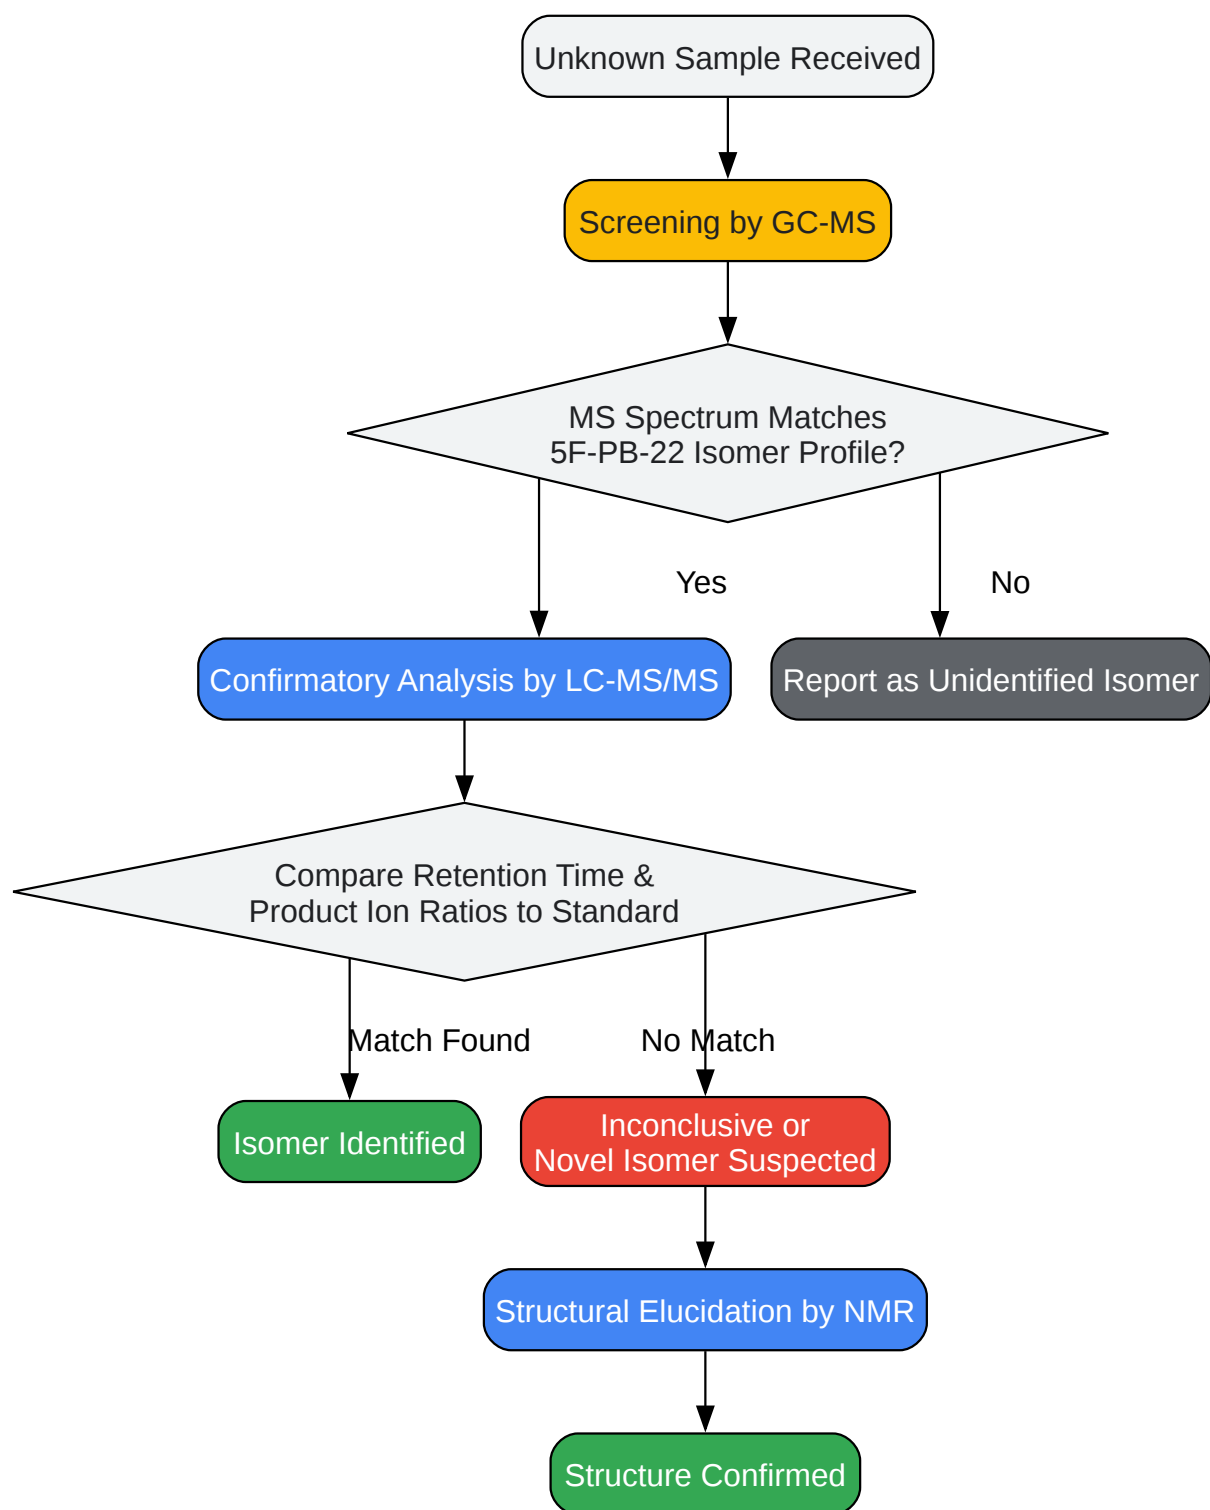 Unknown Sample Received
Screening by GC-MS
MS Spectrum Matches
5F-PB-22 Isomer Profile?
Yes
No
Confirmatory Analysis by LC-MS/MS
Report as Unidentified Isomer
Compare Retention Time &
Product Ion Ratios to Standard
Match Found
No Match
Isomer Identified
Inconclusive or
Novel Isomer Suspected
Structural Elucidation by NMR
Structure Confirmed